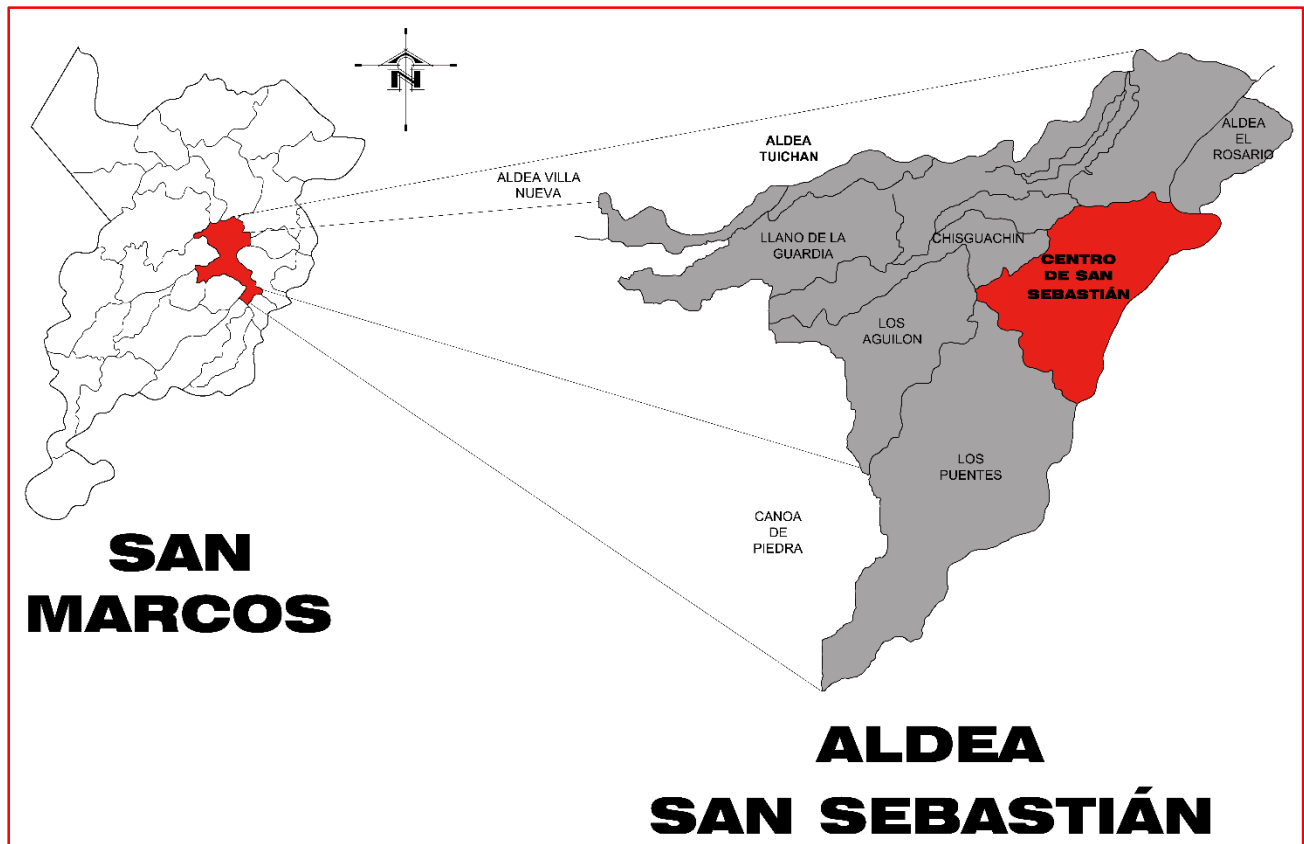 N
ALDEA
TUICHAN
ALDEA VILLA
NUEVA
ALDEA
EL
ROSARIO
LLANO DE LA
GUARDIA
CHISGUACHIN
CENTRO
DE SAN
SEBASTIÁN
LOS
AGUILON
LOS
PUENTES
CANOA
DE
PIEDRA
SAN
MARCOS
ALDEA
SAN SEBASTIÁN